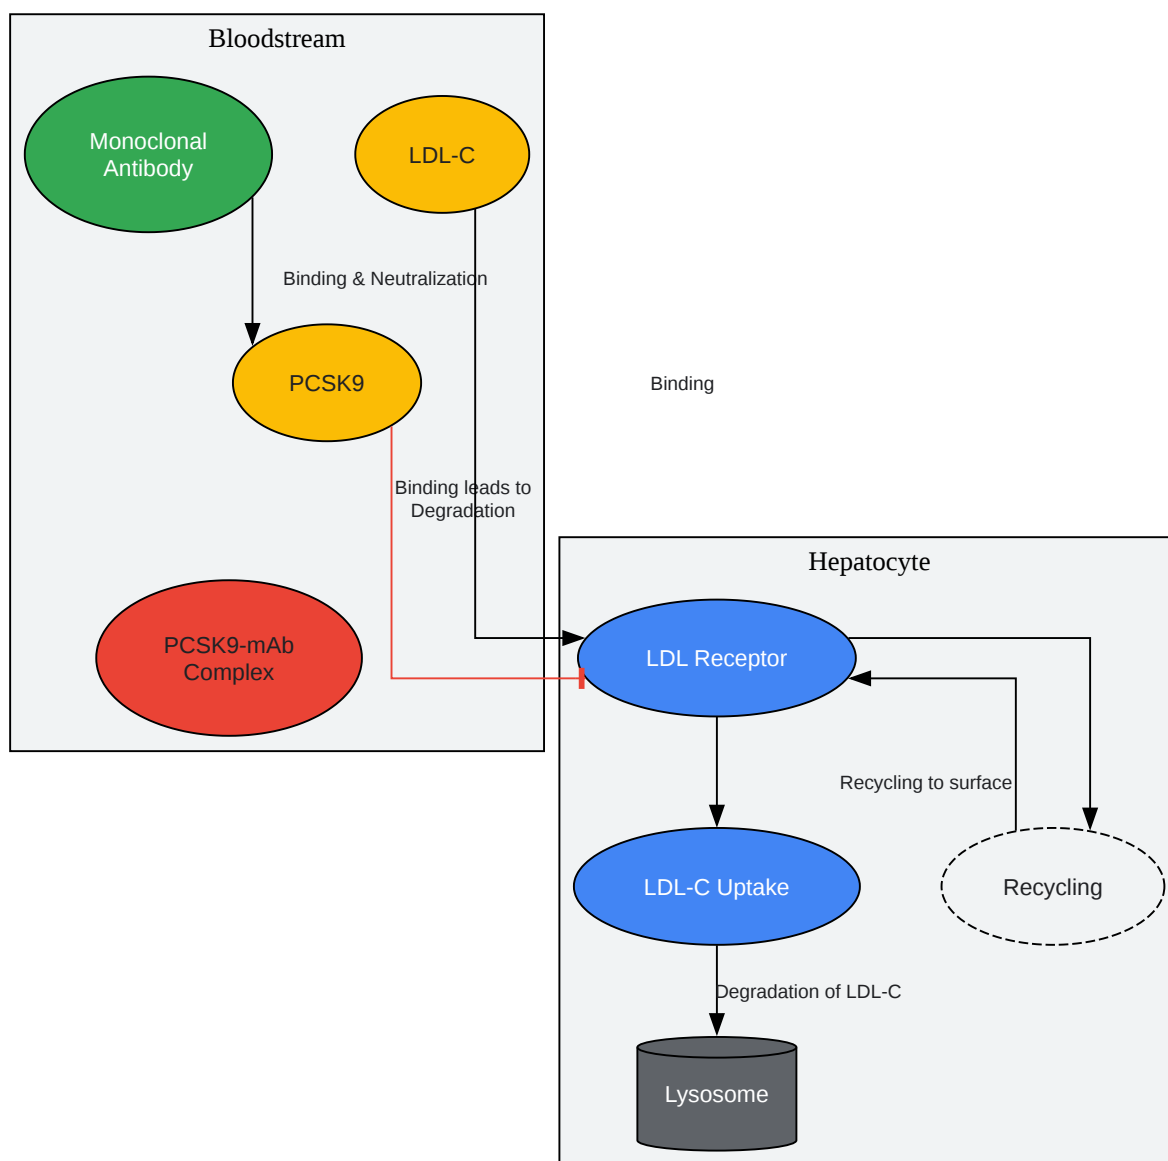 Bloodstream
Monoclonal
Antibody
LDL-C
Binding & Neutralization
PCSK9
Binding
Binding leads to
Degradation
Hepatocyte
PCSK9-mAb
Complex
LDL Receptor
Recycling to surface
LDL-C Uptake
Recycling
Degradation of LDL-C
Lysosome